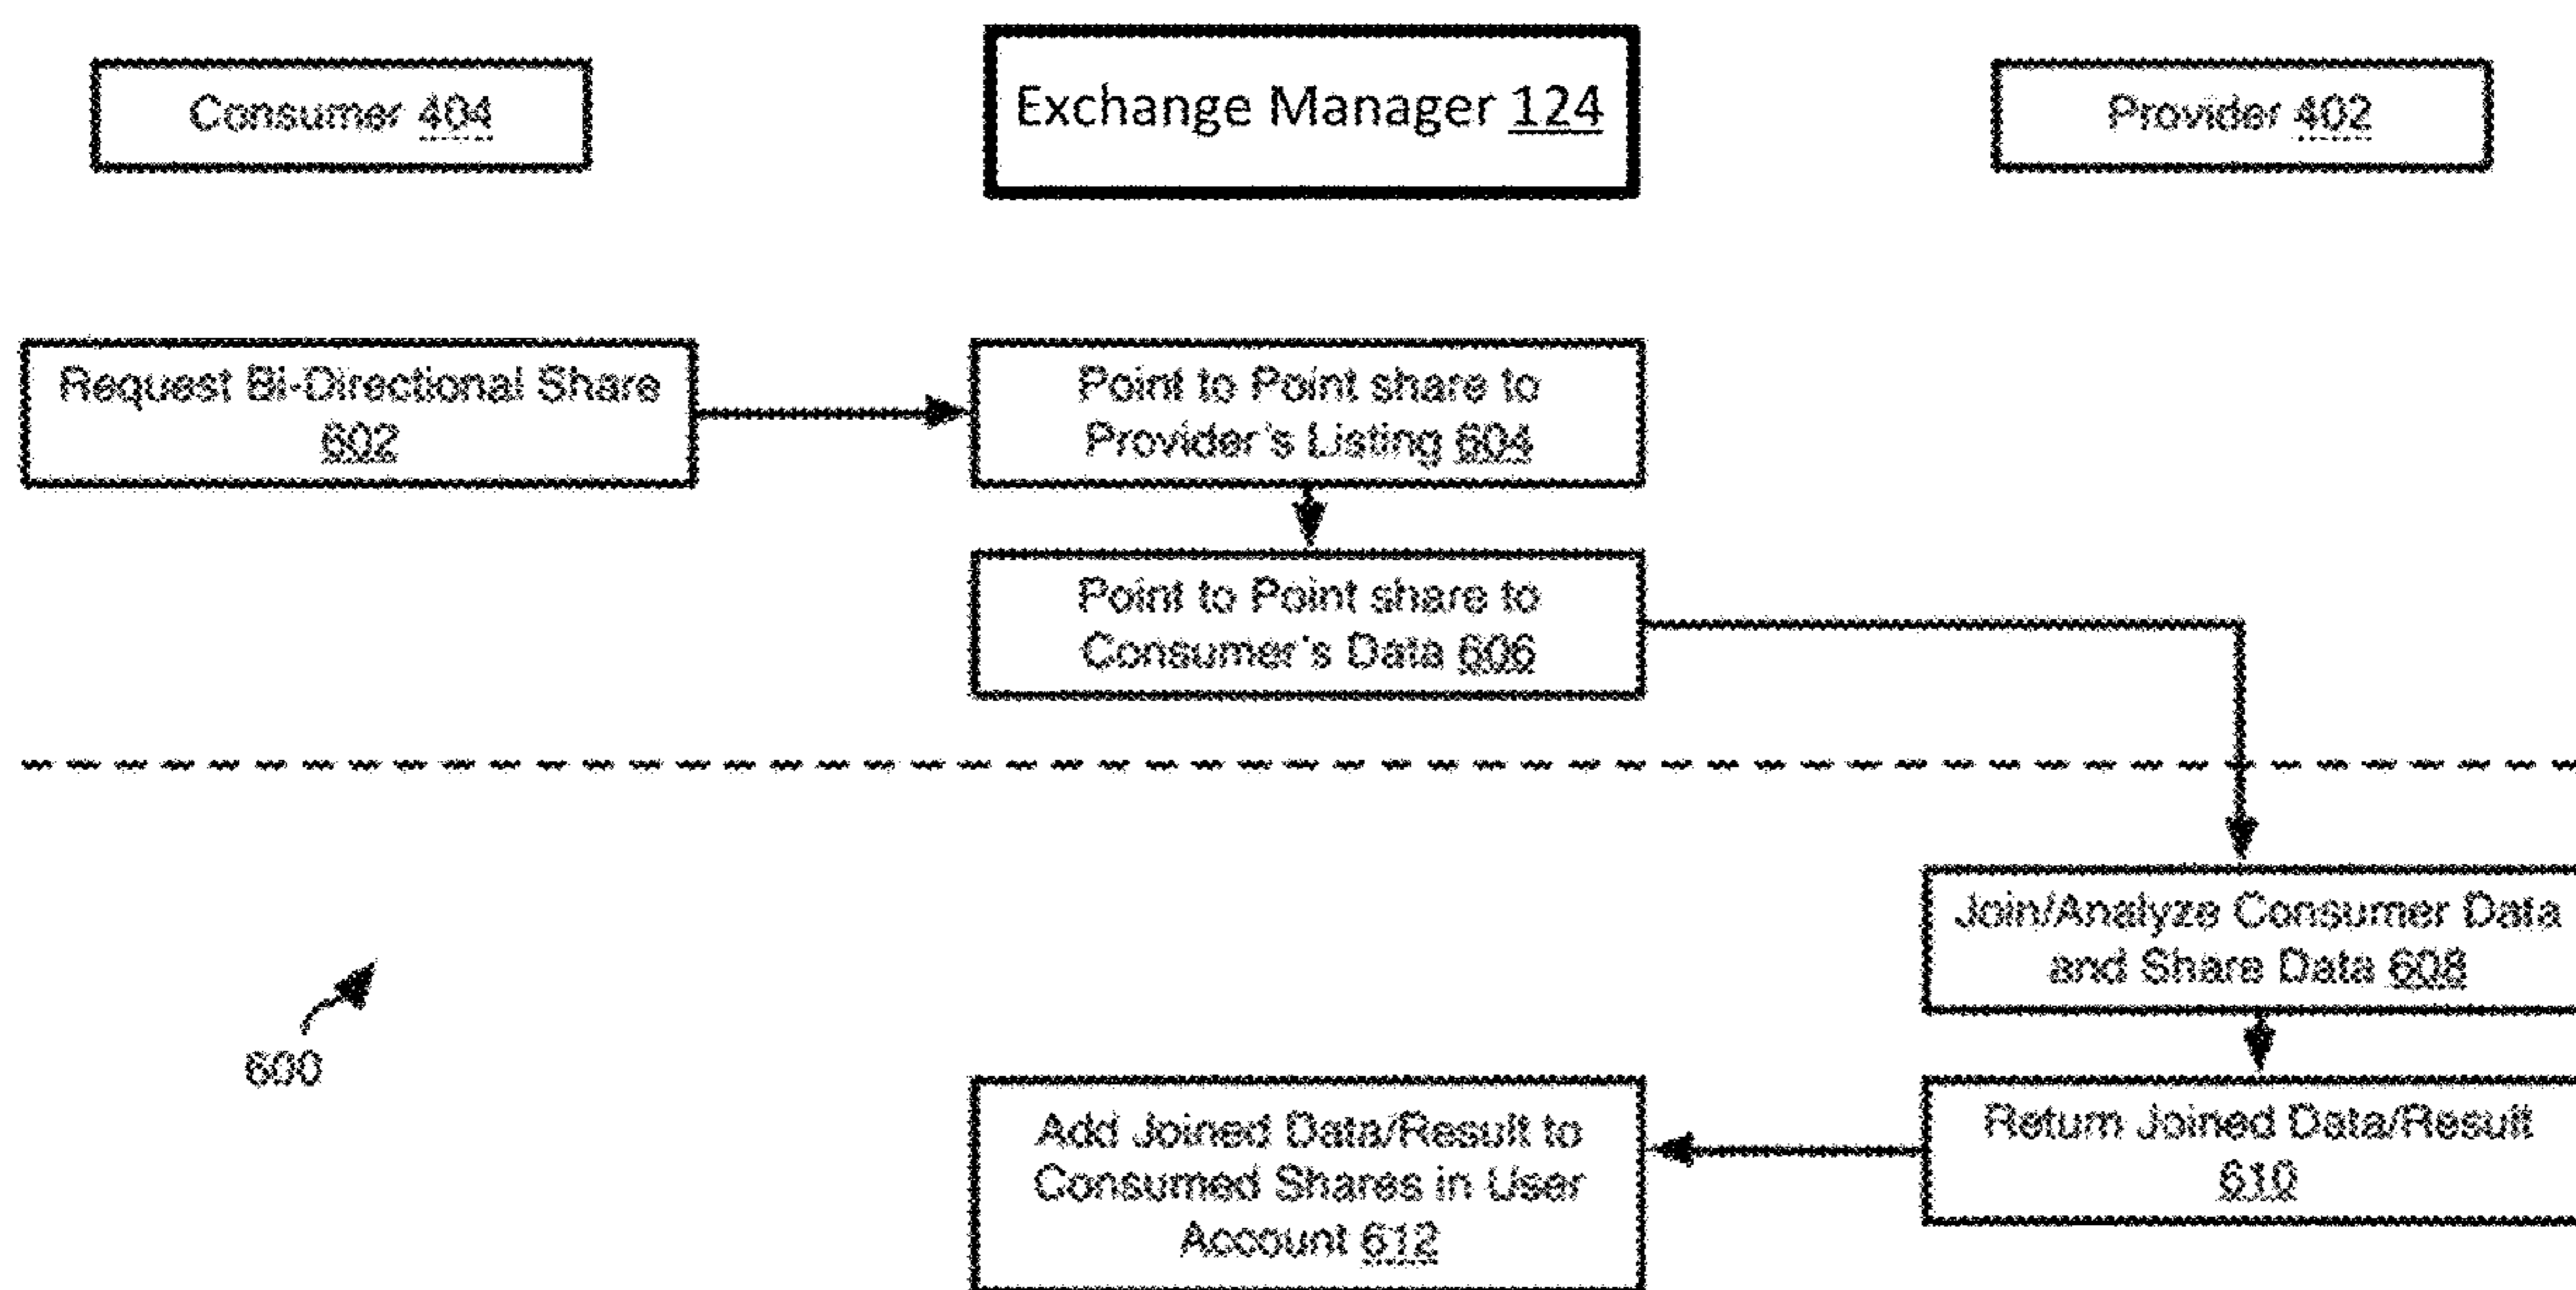 Consumer 404
Exchange Manager 124
Provider 402
Request Bi-Directional Share
602
Point to Point share to
Provider's Listing 604
Point to Point share to
Consumer's Data 606
Join/Analyze Consumer Data
and Share Data 608
Return Joined Data/Result
610
Add Joined Data/Result to
Consumed Shares in User
Account 612
600